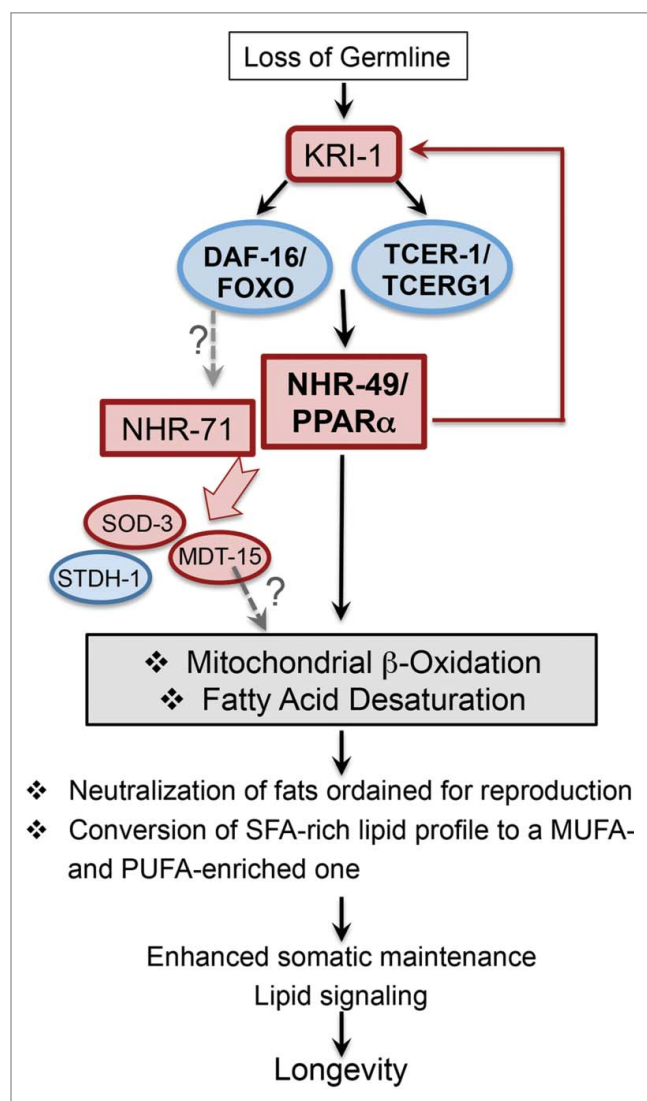 Loss of Germline
KRI-1
DAF-16/
FOXO
TCER-1/
TCERG1
?
NHR-49/
PPARα
NHR-71
SOD-3
MDT-15
STDH-1
?
❖ Mitochondrial β-Oxidation
❖ Fatty Acid Desaturation
❖ Neutralization of fats ordained for reproduction
❖ Conversion of SFA-rich lipid profile to a MUFA-
and PUFA-enriched one
Enhanced somatic maintenance
Lipid signaling
Longevity